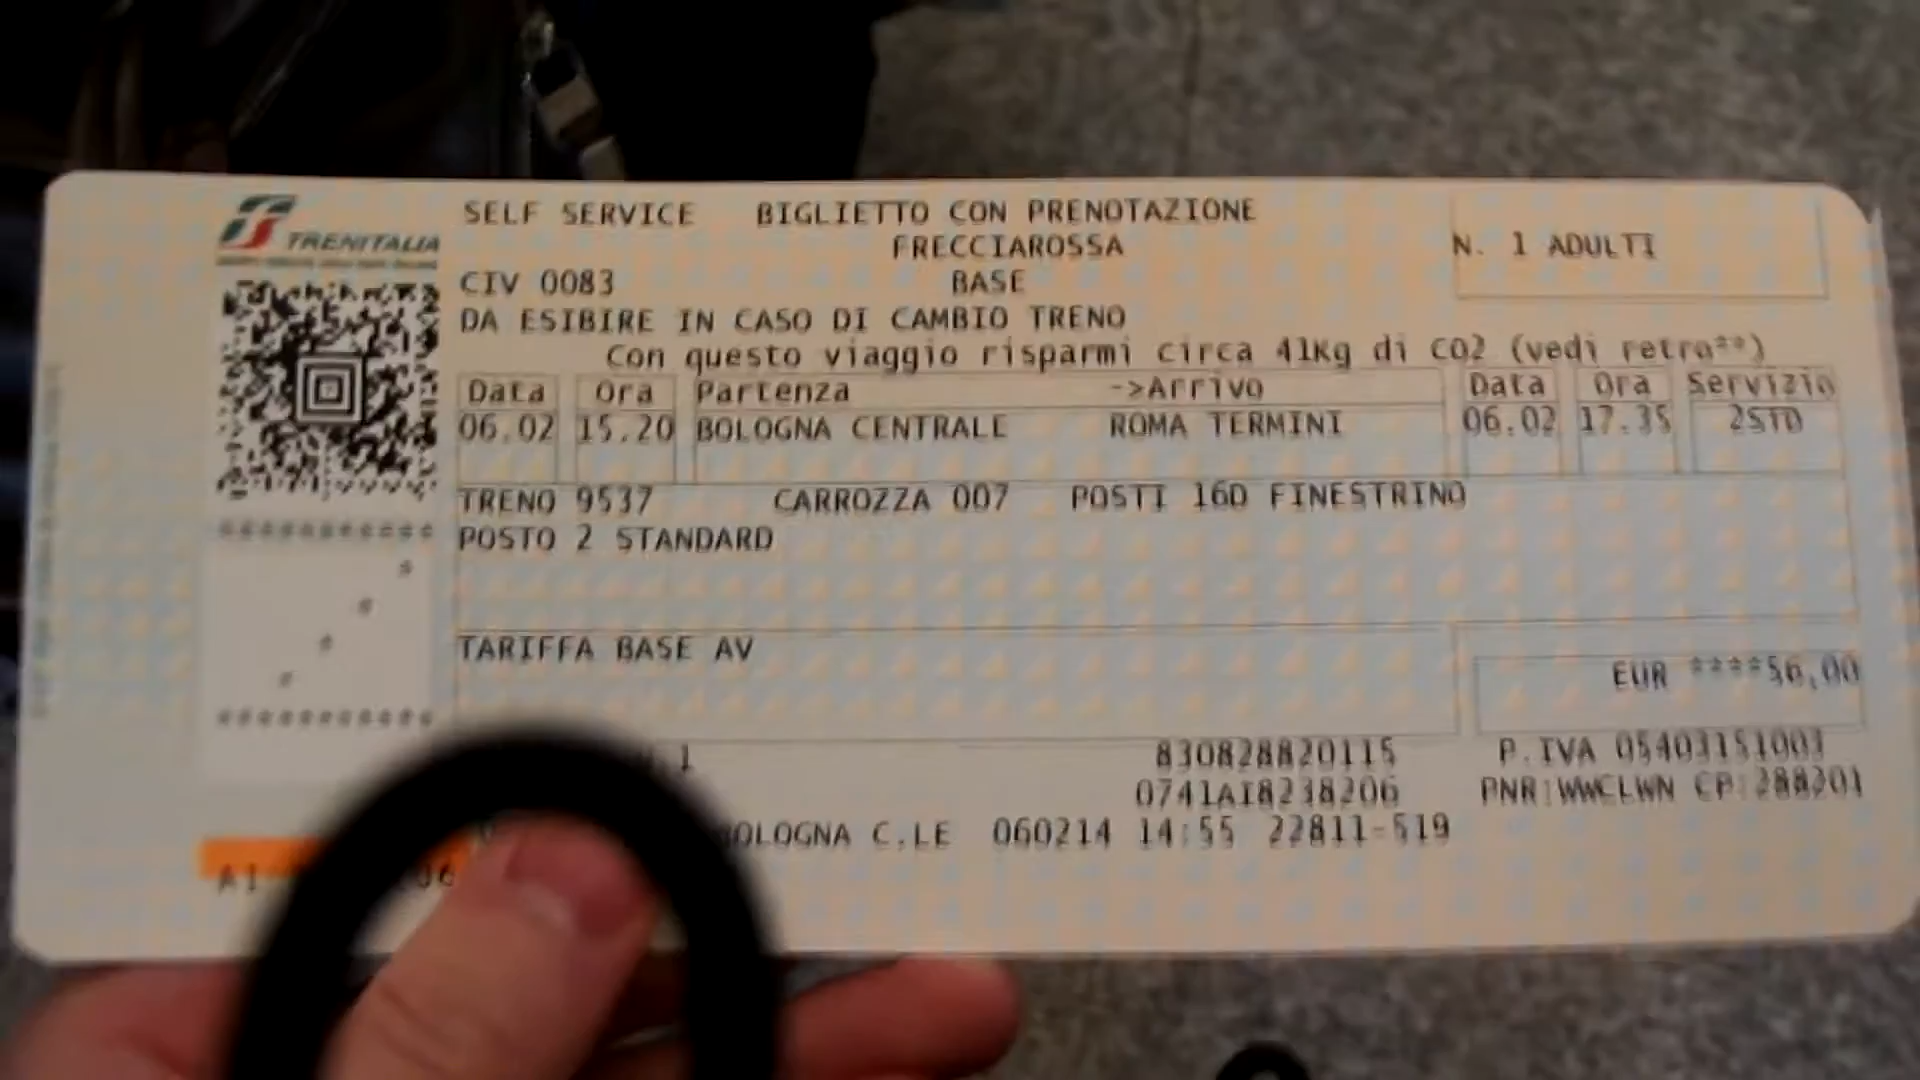 TRENITALIA
SELF SERVICE BIGLIETTO CON PRENOTAZIONE
FRECCIAROSSA
N. 1 ADULTI
CIV 0083 BASE
DA ESIBIRE IN CASO DI CAMBIO TRENO
Con questo viaggio risparmi circa 41Kg di CO2 (vedi retro**)
Data Ora Partenza ->Arrivo Data Ora Servizio
06.02 15.20 BOLOGNA CENTRALE ROMA TERMINI 06.02 17.35 2STD
TRENO 9537 CARROZZA 007 POSTI 16D FINESTRINO
POSTO 2 STANDARD
TARIFFA BASE AV
EUR ****56,00
1 830828820115 P.IVA 05403151003
0741AI8238206 PNR:WWCLWN CP:288201
BOLOGNA C.LE 060214 14:55 22811-519